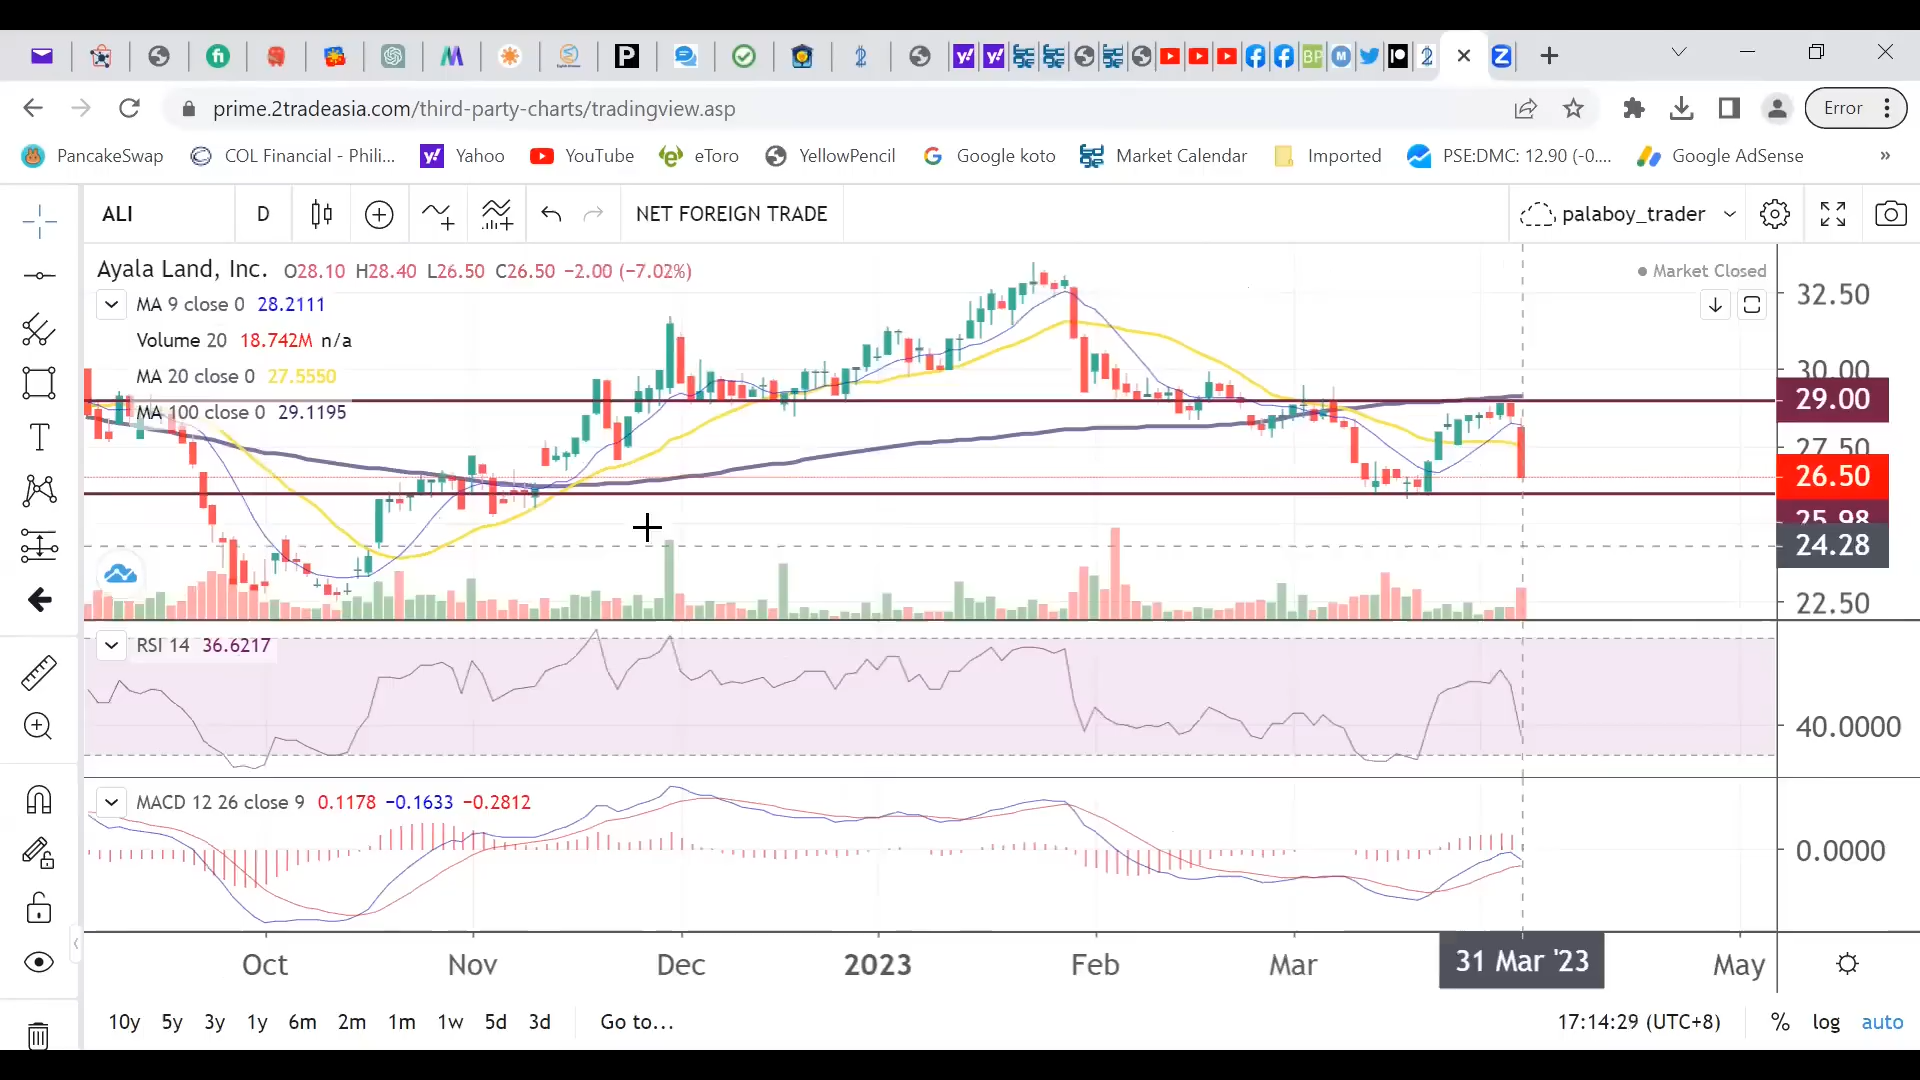 prime.2tradeasia.com/third-party-charts/tradingview.asp
Error
PancakeSwap
COL Financial - Phili...
Yahoo
YouTube
eToro
YellowPencil
Google koto
Market Calendar
Imported
PSE:DMC: 12.90 (-0....
Google AdSense
»
ALI
D
NET FOREIGN TRADE
palaboy_trader
Ayala Land, Inc. O28.10 H28.40 L26.50 C26.50 −2.00 (−7.02%)
Market Closed
MA 9 close 0 28.2111
Volume 20 18.742M n/a
MA 20 close 0 27.5550
MA 100 close 0 29.1195
32.50
30.00
29.00
27.50
26.50
25.98
24.28
22.50
RSI 14 36.6217
40.0000
MACD 12 26 close 9 0.1178 −0.1633 −0.2812
0.0000
Oct
Nov
Dec
2023
Feb
Mar
31 Mar '23
May
10y 5y 3y 1y 6m 2m 1m 1w 5d 3d
Go to...
17:14:29 (UTC+8)
%
log
auto